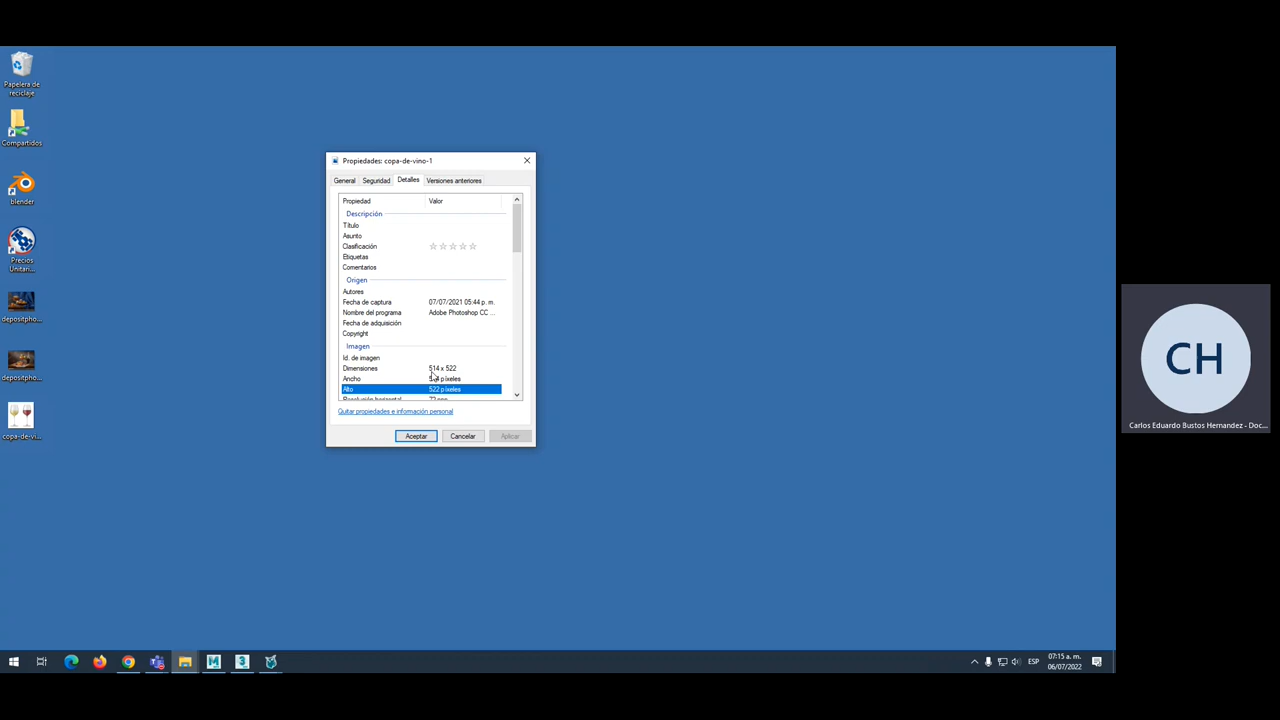 Papelera de
reciclaje
Compartidos
blender
Precios
Unitari...
depositpho...
depositpho...
copa-de-vi...
Propiedades: copa-de-vino-1
General
Seguridad
Detalles
Versiones anteriores
Propiedad Valor
Descripción
Título
Asunto
Clasificación
Etiquetas
Comentarios
Origen
Autores
Fecha de captura 07/07/2021 05:44 p. m.
Nombre del programa Adobe Photoshop CC ...
Fecha de adquisición
Copyright
Imagen
Id. de imagen
Dimensiones 514 x 522
Ancho píxeles
Alto 522 píxeles
Resolución horizontal 72 ppp
Quitar propiedades e información personal
Aceptar
Cancelar
Aplicar
CH
Carlos Eduardo Bustos Hernandez - Doc...
ESP
07:15 a. m.
06/07/2022